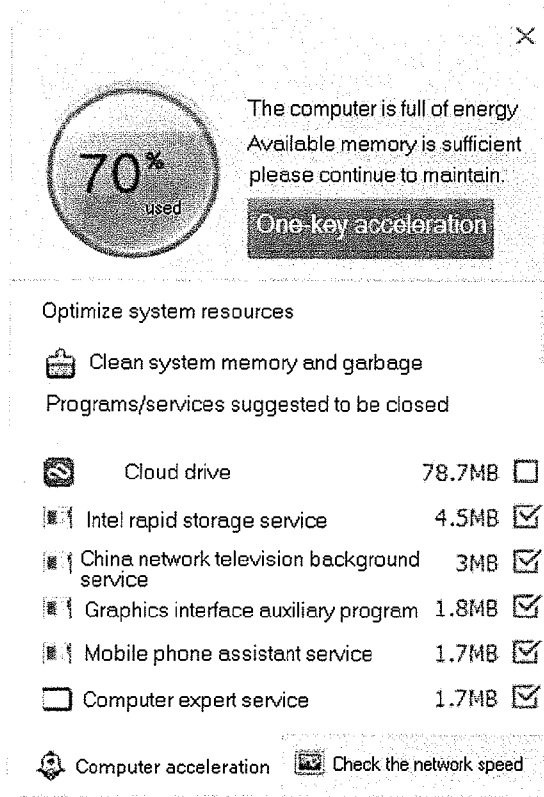 The computer is full of energy
Available memory is sufficient
please continue to maintain.
70%
used
One-key acceleration
Optimize system resources
Clean system memory and garbage
Programs/services suggested to be closed
Cloud drive 78.7MB
Intel rapid storage service 4.5MB
China network television background
service 3MB
Graphics interface auxiliary program 1.8MB
Mobile phone assistant service 1.7MB
Computer expert service 1.7MB
Computer acceleration Check the network speed